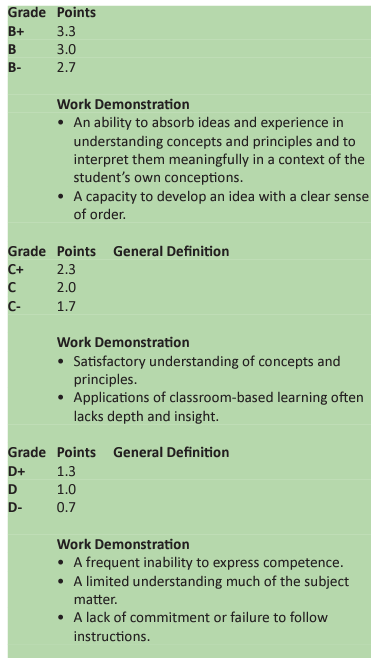 Grade Points
B+ 3.3
B 3.0
B- 2.7
Work Demonstration
• An ability to absorb ideas and experience in
understanding concepts and principles and to
interpret them meaningfully in a context of the
student’s own conceptions.
• A capacity to develop an idea with a clear sense
of order.
Grade Points General Definition
C+ 2.3
C 2.0
C- 1.7
Work Demonstration
• Satisfactory understanding of concepts and
principles.
• Applications of classroom-based learning often
lacks depth and insight.
Grade Points General Definition
D+ 1.3
D 1.0
D- 0.7
Work Demonstration
• A frequent inability to express competence.
• A limited understanding much of the subject
matter.
• A lack of commitment or failure to follow
instructions.